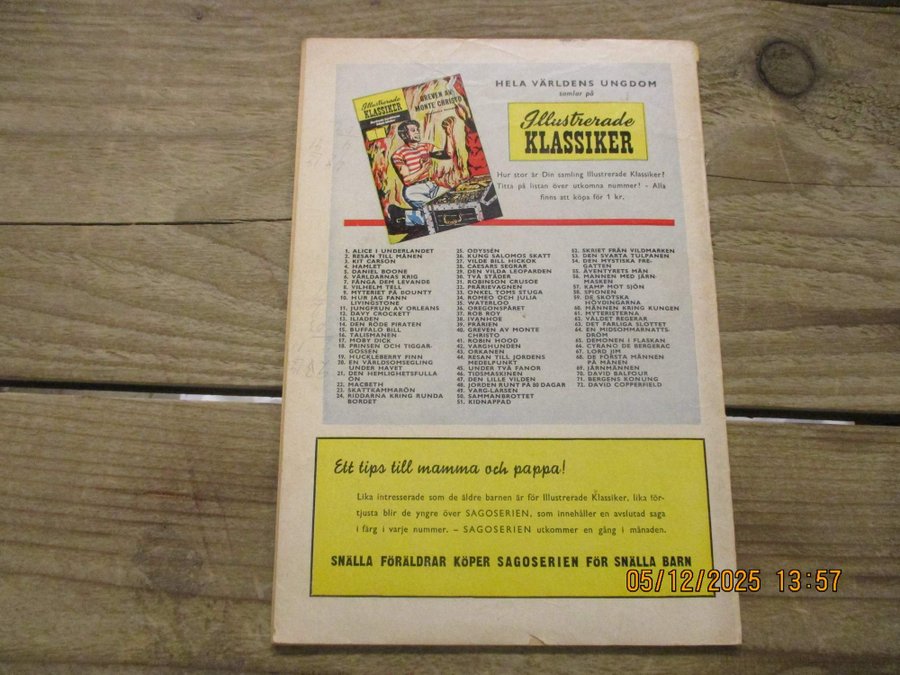 HELA VÄRLDENS UNGDOM
samlar på
Illustrerade
KLASSIKER
Illustrerade
KLASSIKER
GREVEN AV
MONTE CHRISTO
Hur stor är Din samling Illustrerade Klassiker?
Titta på listan över utkomna nummer! - Alla
finns att köpa för 1 kr.
1. ALICE I UNDERLANDET
2. RESAN TILL MÅNEN
3. KIT CARSON
4. HAMLET
5. DANIEL BOONE
6. VÄRLDARNAS KRIG
7. FÅNGA DEM LEVANDE
8. VILHELM TELL
9. MYTERIET PÅ BOUNTY
10. HUR JAG FANN
LIVINGSTONE
11. JUNGFRUN AV ORLEANS
12. DAVY CROCKETT
13. ILIADEN
14. DEN RÖDE PIRATEN
15. BUFFALO BILL
16. TALISMANEN
17. MOBY DICK
18. PRINSEN OCH TIGGAR-
GOSSEN
19. HUCKLEBERRY FINN
20. EN VÄRLDSOMSEGLING
UNDER HAVET
21. DEN HEMLIGHETSFULLA
ÖN
22. MACBETH
23. SKATTKAMMARÖN
24. RIDDARNA KRING RUNDA
BORDET
25. ODYSSÉN
26. KUNG SALOMOS SKATT
27. VILDE BILL HICKOK
28. CAESARS SEGRAR
29. DEN VILDA LEOPARDEN
30. TVÅ STÄDER
31. ROBINSON CRUSOE
32. PRÄRIEVAGNEN
33. ONKEL TOMS STUGA
34. ROMEO OCH JULIA
35. WATERLOO
36. OREGONSPÅRET
37. ROB ROY
38. IVANHOE
39. PRÄRIEN
40. GREVEN AV MONTE
CHRISTO
41. ROBIN HOOD
42. VARGHUNDEN
43. ORKANEN
44. RESAN TILL JORDENS
MEDELPUNKT
45. UNDER TVÅ FANOR
46. TIDSMASKINEN
47. DEN LILLE VILDEN
48. JORDEN RUNT PÅ 80 DAGAR
49. VARG-LARSEN
50. SAMMANBROTTET
51. KIDNAPPAD
52. SKRIET FRÅN VILDMARKEN
53. DEN SVARTA TULPANEN
54. DEN MYSTISKA FRE-
GATTEN
55. ÄVENTYRETS MÄN
56. MANNEN MED JÄRN-
MASKEN
57. KAMP MOT SJÖN
58. SPIONEN
59. DE SKOTSKA
HÖVDINGARNA
60. MÄNNEN KRING KUNGEN
61. MYTERISTERNA
62. VÅLDET REGERAR
63. DET FARLIGA SLOTTET
64. EN MIDSOMMARNATTS-
DRÖM
65. DEMONEN I FLASKAN
66. CYRANO DE BERGERAC
67. LORD JIM
68. DE FÖRSTA MÄNNEN
PÅ MÅNEN
69. JÄRNMÄNNEN
70. DAVID BALFOUR
71. BERGENS KONUNG
72. DAVID COPPERFIELD
Ett tips till mamma och pappa!
Lika intresserade som de äldre barnen är för Illustrerade Klassiker, lika för-
tjusta blir de yngre över SAGOSERIEN, som innehåller en avslutad saga
i färg i varje nummer. – SAGOSERIEN utkommer en gång i månaden.
SNÄLLA FÖRÄLDRAR KÖPER SAGOSERIEN FÖR SNÄLLA BARN
05/12/2025 13:57